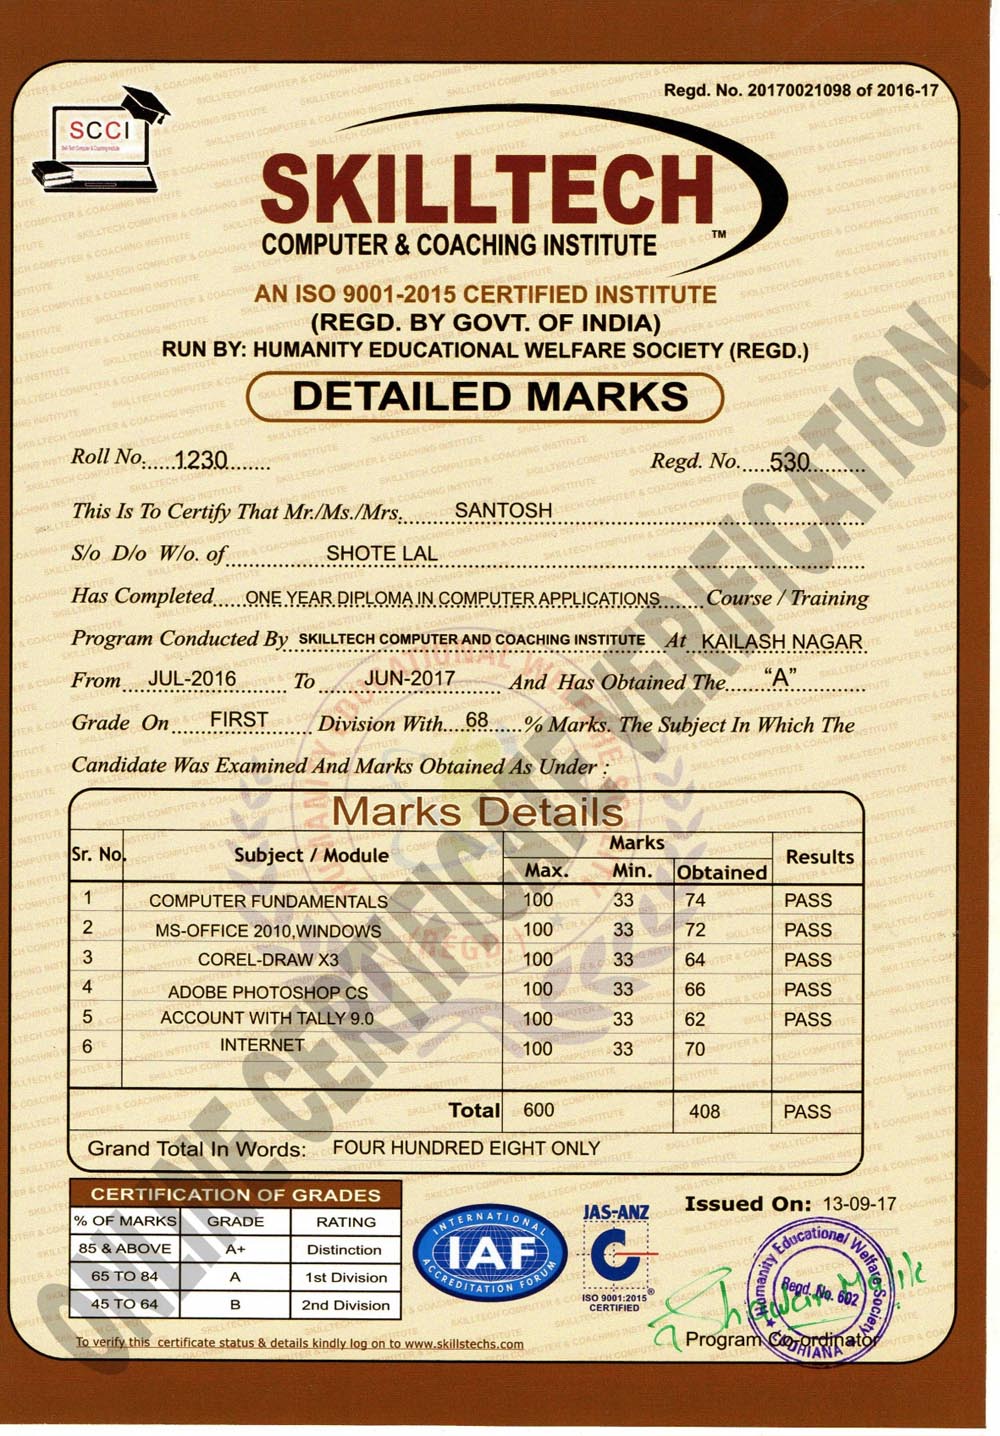 Regd. No. 20170021098 of 2016-17
SCCI
SKILLTECH
COMPUTER & COACHING INSTITUTE ™
AN ISO 9001-2015 CERTIFIED INSTITUTE
(REGD. BY GOVT. OF INDIA)
RUN BY: HUMANITY EDUCATIONAL WELFARE SOCIETY (REGD.)
DETAILED MARKS
Roll No.....1230....... Regd. No.....530.........
This Is To Certify That Mr./Ms./Mrs. SANTOSH
S/o D/o W/o. of SHOTE LAL
Has Completed ONE YEAR DIPLOMA IN COMPUTER APPLICATIONS Course / Training
Program Conducted By SKILLTECH COMPUTER AND COACHING INSTITUTE At KAILASH NAGAR
From JUL-2016 To JUN-2017 And Has Obtained The "A"
Grade On FIRST Division With 68 % Marks. The Subject In Which The
Candidate Was Examined And Marks Obtained As Under :
Marks Details
Sr. No. Subject / Module Marks Results
Max. Min. Obtained
1 COMPUTER FUNDAMENTALS 100 33 74 PASS
2 MS-OFFICE 2010,WINDOWS 100 33 72 PASS
3 COREL-DRAW X3 100 33 64 PASS
4 ADOBE PHOTOSHOP CS 100 33 66 PASS
5 ACCOUNT WITH TALLY 9.0 100 33 62 PASS
6 INTERNET 100 33 70
Total 600 408 PASS
Grand Total In Words: FOUR HUNDRED EIGHT ONLY
CERTIFICATION OF GRADES
% OF MARKS GRADE RATING
85 & ABOVE A+ Distinction
65 TO 84 A 1st Division
45 TO 64 B 2nd Division
INTERNATIONAL
IAF
ACCREDITATION FORUM
JAS-ANZ
®
ISO 9001:2015
CERTIFIED
Issued On: 13-09-17
Humanity Educational Welfare Society
Regd. No. 602
LUDHIANA
Program Co-ordinator
To verify this certificate status & details kindly log on to www.skillstechs.com
ONLINE CERTIFICATE VERIFICATION
HUMANITY EDUCATIONAL WELFARE SOCIETY
(REGD.)